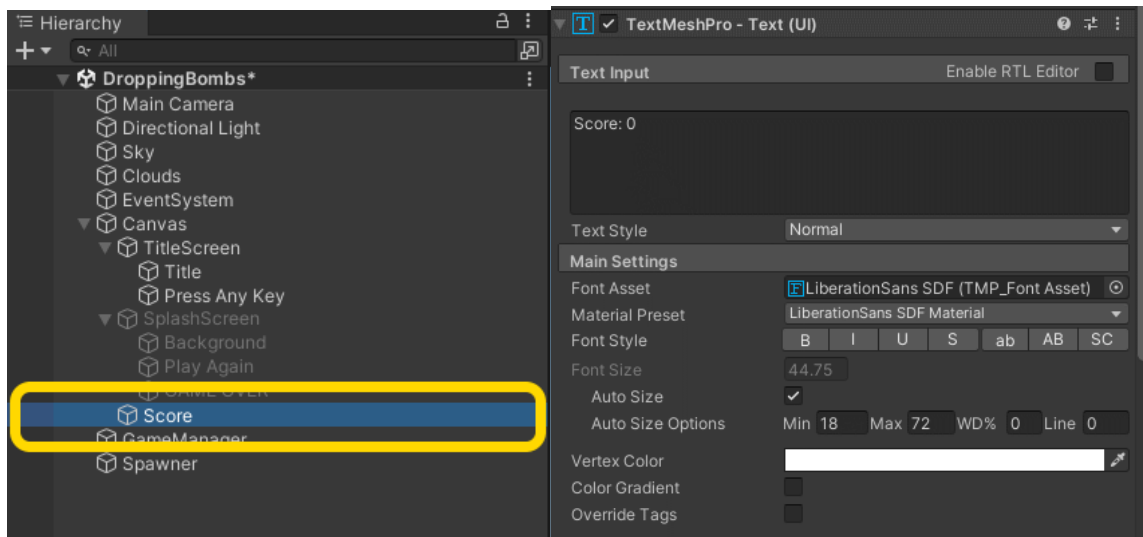 Hierarchy
All
DroppingBombs*
Main Camera
Directional Light
Sky
Clouds
EventSystem
Canvas
TitleScreen
Title
Press Any Key
SplashScreen
Background
Play Again
GAME OVER
Score
GameManager
Spawner
TextMeshPro - Text (UI)
Text Input Enable RTL Editor
Score: 0
Text Style Normal
Main Settings
Font Asset LiberationSans SDF (TMP_Font Asset)
Material Preset LiberationSans SDF Material
Font Style B I U S ab AB SC
Font Size 44.75
Auto Size
Auto Size Options Min 18 Max 72 WD% 0 Line 0
Vertex Color
Color Gradient
Override Tags